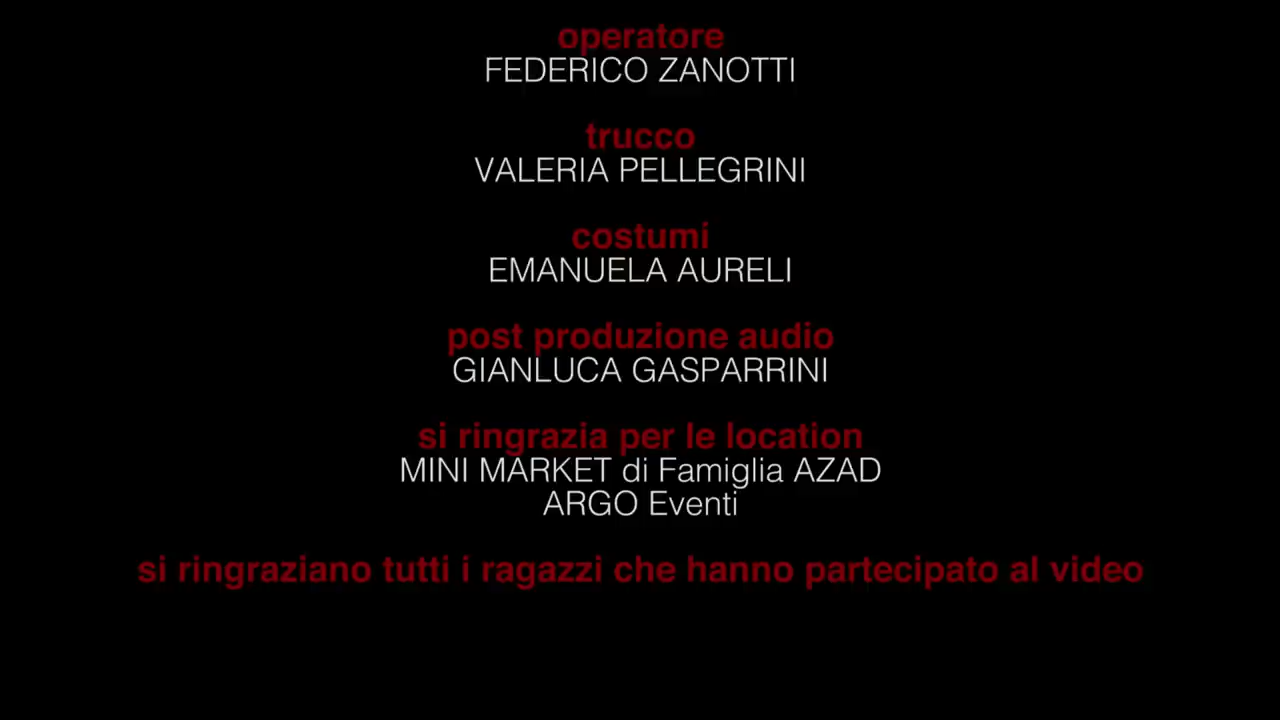 operatore
FEDERICO ZANOTTI
trucco
VALERIA PELLEGRINI
costumi
EMANUELA AURELI
post produzione audio
GIANLUCA GASPARRINI
si ringrazia per le location
MINI MARKET di Famiglia AZAD
ARGO Eventi
si ringraziano tutti i ragazzi che hanno partecipato al video